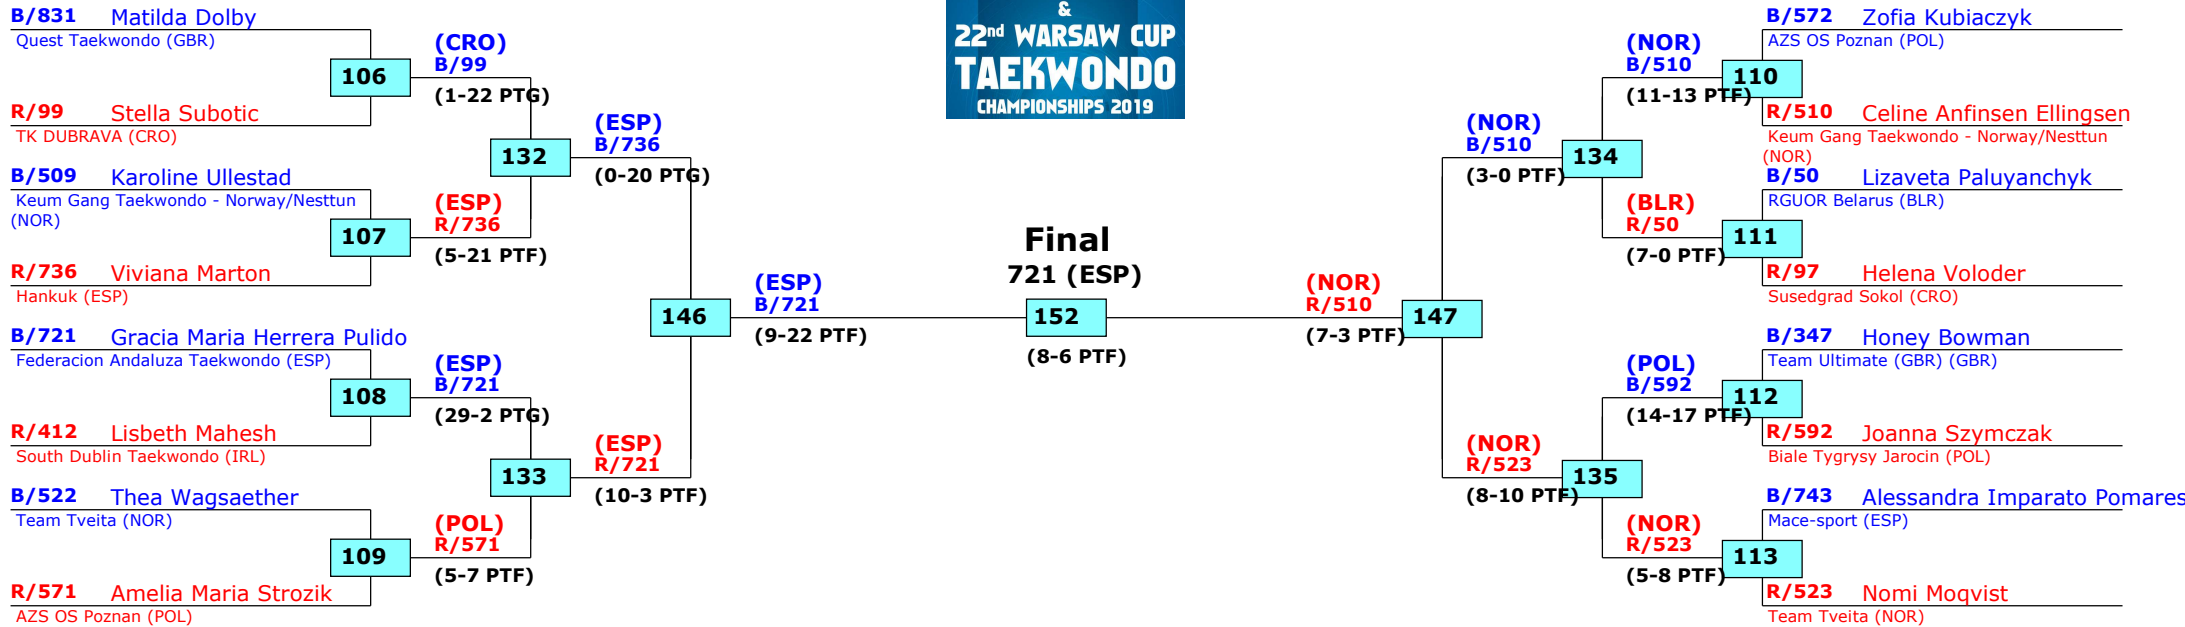 B/831 Matilda Dolby
Quest Taekwondo (GBR)
106
R/99 Stella Subotic
TK DUBRAVA (CRO)
(CRO)
B/99
(1-22 PTG)
B/509 Karoline Ullestad
Keum Gang Taekwondo - Norway/Nesttun
(NOR)
107
R/736 Viviana Marton
Hankuk (ESP)
(ESP)
R/736
(5-21 PTF)
132
(ESP)
B/736
(0-20 PTG)
B/721 Gracia Maria Herrera Pulido
Federacion Andaluza Taekwondo (ESP)
108
R/412 Lisbeth Mahesh
South Dublin Taekwondo (IRL)
(ESP)
B/721
(29-2 PTG)
B/522 Thea Wagsaether
Team Tveita (NOR)
109
R/571 Amelia Maria Strozik
AZS OS Poznan (POL)
(POL)
R/571
(5-7 PTF)
133
(ESP)
R/721
(10-3 PTF)
146
(ESP)
B/721
(9-22 PTF)
&
22nd WARSAW CUP
TAEKWONDO
CHAMPIONSHIPS 2019
Final
721 (ESP)
152
(8-6 PTF)
(NOR)
R/510
(7-3 PTF)
147
(NOR)
B/510
(3-0 PTF)
134
(NOR)
B/510
(11-13 PTF)
110
B/572 Zofia Kubiaczyk
AZS OS Poznan (POL)
R/510 Celine Anfinsen Ellingsen
Keum Gang Taekwondo - Norway/Nesttun
(NOR)
(BLR)
R/50
(7-0 PTF)
111
B/50 Lizaveta Paluyanchyk
RGUOR Belarus (BLR)
R/97 Helena Voloder
Susedgrad Sokol (CRO)
(NOR)
R/523
(8-10 PTF)
135
(POL)
B/592
(14-17 PTF)
112
B/347 Honey Bowman
Team Ultimate (GBR) (GBR)
R/592 Joanna Szymczak
Biale Tygrysy Jarocin (POL)
(NOR)
R/523
(5-8 PTF)
113
B/743 Alessandra Imparato Pomares
Mace-sport (ESP)
R/523 Nomi Moqvist
Team Tveita (NOR)